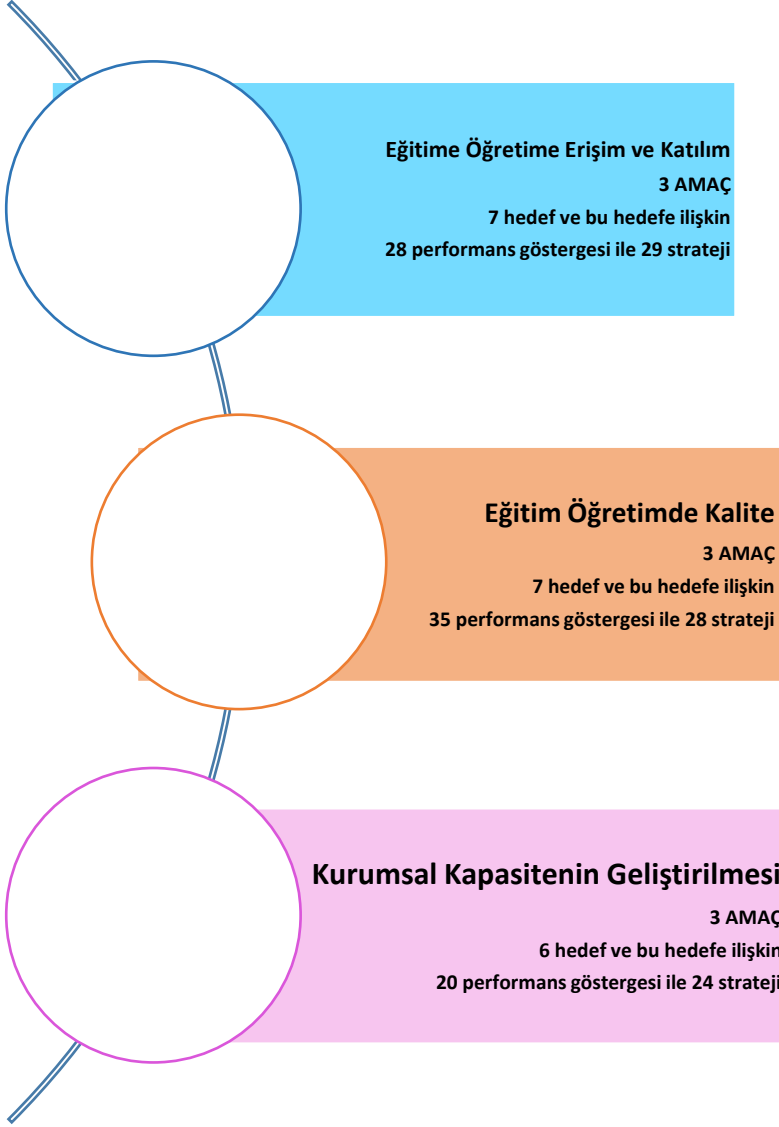 Eğitime Öğretime Erişim ve Katılım
3 AMAÇ
7 hedef ve bu hedefe ilişkin
28 performans göstergesi ile 29 strateji
Eğitim Öğretimde Kalite
3 AMAÇ
7 hedef ve bu hedefe ilişkin
35 performans göstergesi ile 28 strateji
Kurumsal Kapasitenin Geliştirilmesi
3 AMAÇ
6 hedef ve bu hedefe ilişkin
20 performans göstergesi ile 24 strateji